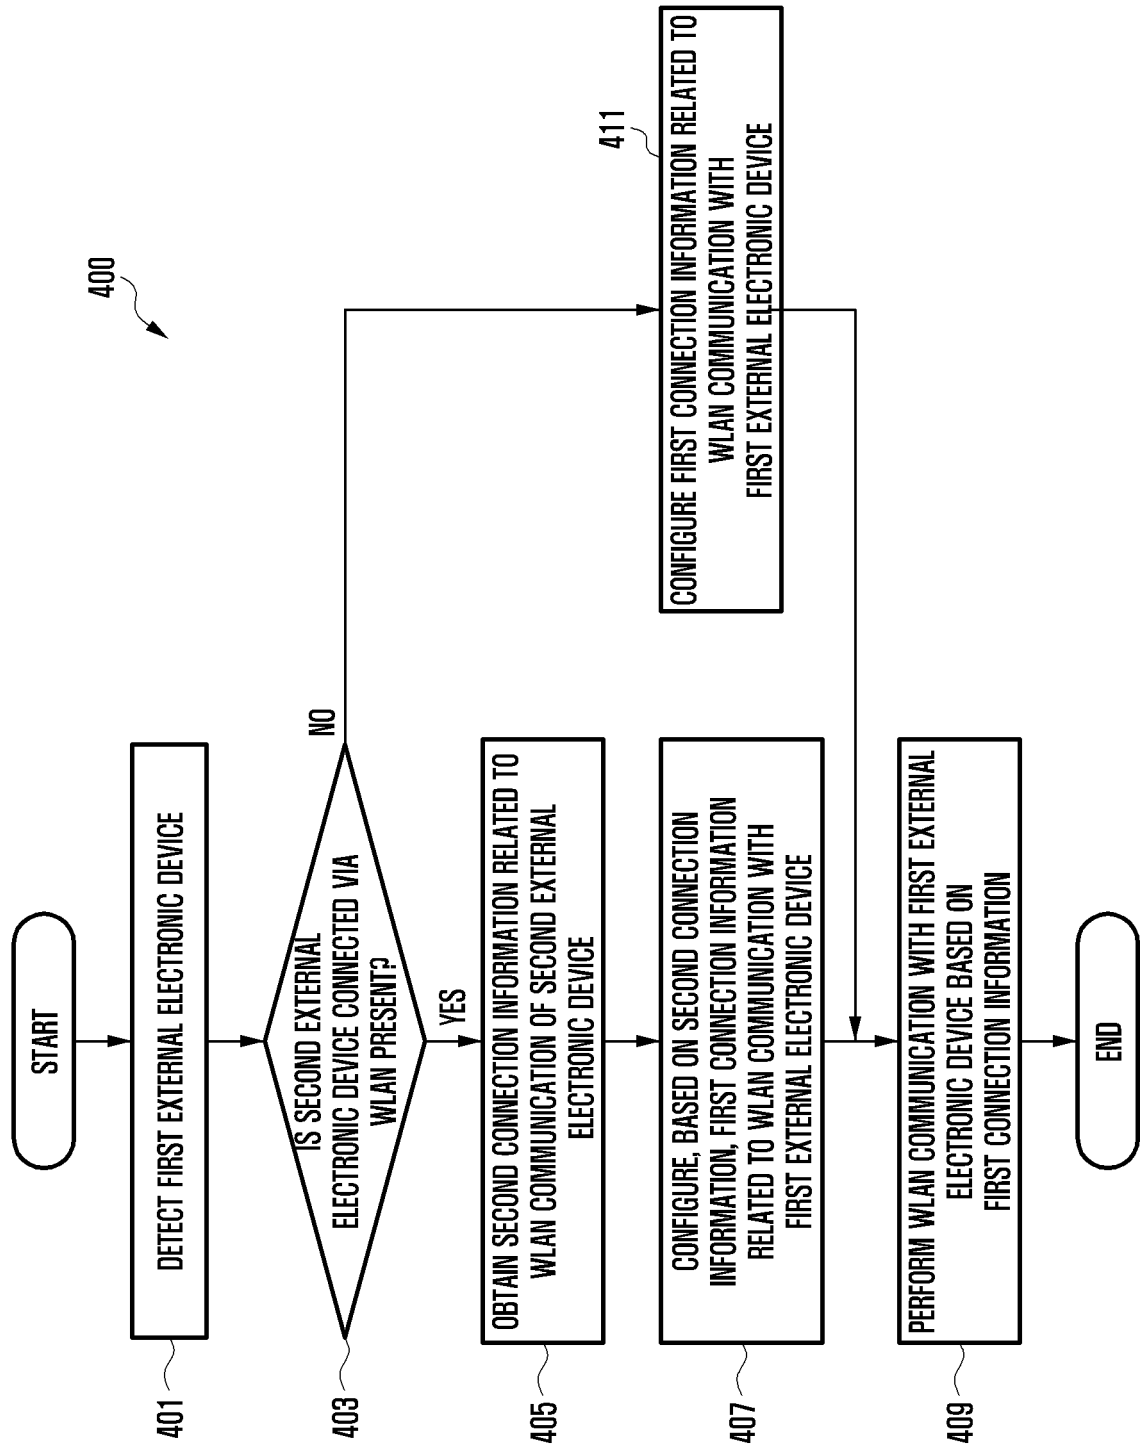 400
START
401
DETECT FIRST EXTERNAL ELECTRONIC DEVICE
403
IS SECOND EXTERNAL
ELECTRONIC DEVICE CONNECTED VIA
WLAN PRESENT?
NO
YES
405
OBTAIN SECOND CONNECTION INFORMATION RELATED TO
WLAN COMMUNICATION OF SECOND EXTERNAL
ELECTRONIC DEVICE
411
CONFIGURE FIRST CONNECTION INFORMATION RELATED TO
WLAN COMMUNICATION WITH
FIRST EXTERNAL ELECTRONIC DEVICE
407
CONFIGURE, BASED ON SECOND CONNECTION
INFORMATION, FIRST CONNECTION INFORMATION
RELATED TO WLAN COMMUNICATION WITH
FIRST EXTERNAL ELECTRONIC DEVICE
409
PERFORM WLAN COMMUNICATION WITH FIRST EXTERNAL
ELECTRONIC DEVICE BASED ON
FIRST CONNECTION INFORMATION
END